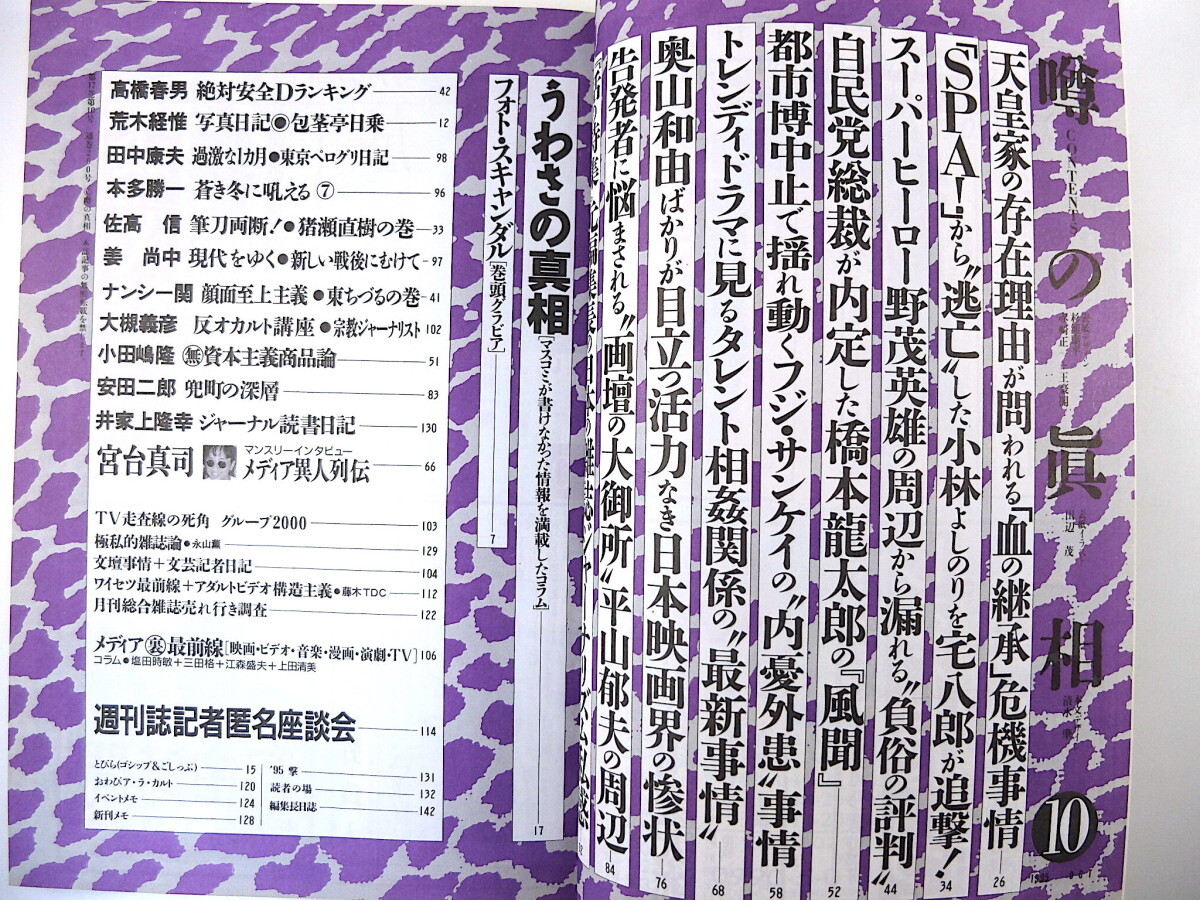 噂の眞相
CONTENTS
10
天皇家の存在理由が問われる「血の継承」危機事情 26
「SPA!」から〝逃亡〟した小林よしのりを宅八郎が追撃! 34
スーパーヒーロー野茂英雄の周辺から漏れる〝負俗の評判〟 44
自民党総裁が内定した橋本龍太郎の『風聞』 52
都市博中止で揺れ動くフジ・サンケイの〝内憂外患〟事情 58
トレンディドラマに見るタレント相姦関係の〝最新事情〟 68
奥山和由ばかりが目立つ活力なき日本映画界の惨状 76
告発者に悩まされる〝画壇の大御所〟平山郁夫の周辺 84
うわさの真相[マスコミが書けなかった情報を満載したコラム] 17
フォト・スキャンダル[巻頭グラビア] 7
高橋春男 絶対安全Dランキング 42
荒木経惟 写真日記◉包茎亭日乗 12
田中康夫 過激な1カ月●東京ペログリ日記 98
本多勝一 蒼き冬に吼える⑦ 96
佐高 信 筆刀両断!●猪瀬直樹の巻 33
姜 尚中 現代をゆく●新しい戦後にむけて 97
ナンシー関 顔面至上主義●東ちづるの巻 41
大槻義彦 反オカルト講座●宗教ジャーナリスト 102
小田嶋隆 ㊇資本主義商品論 51
安田二郎 兜町の深層 83
井家上隆幸 ジャーナル読書日記 130
宮台真司 マンスリーインタビュー
メディア異人列伝 66
TV走査線の死角 グループ2000 103
極私的雑誌論●永山薫 129
文壇事情+文芸記者日記 104
ワイセツ最前線+アダルトビデオ構造主義●藤木TDC 112
月刊総合雑誌売れ行き調査 122
メディア裏最前線[映画・ビデオ・音楽・漫画・演劇・TV] 106
コラム●塩田時敏+三田格+江森盛夫+上田清美
週刊誌記者匿名座談会 114
とびら(ゴシップ&ごしっぷ) 15
おわびア・ラ・カルト 120
イベントメモ 124
新刊メモ 128
'95 撃 131
読者の場 132
編集長日誌 142